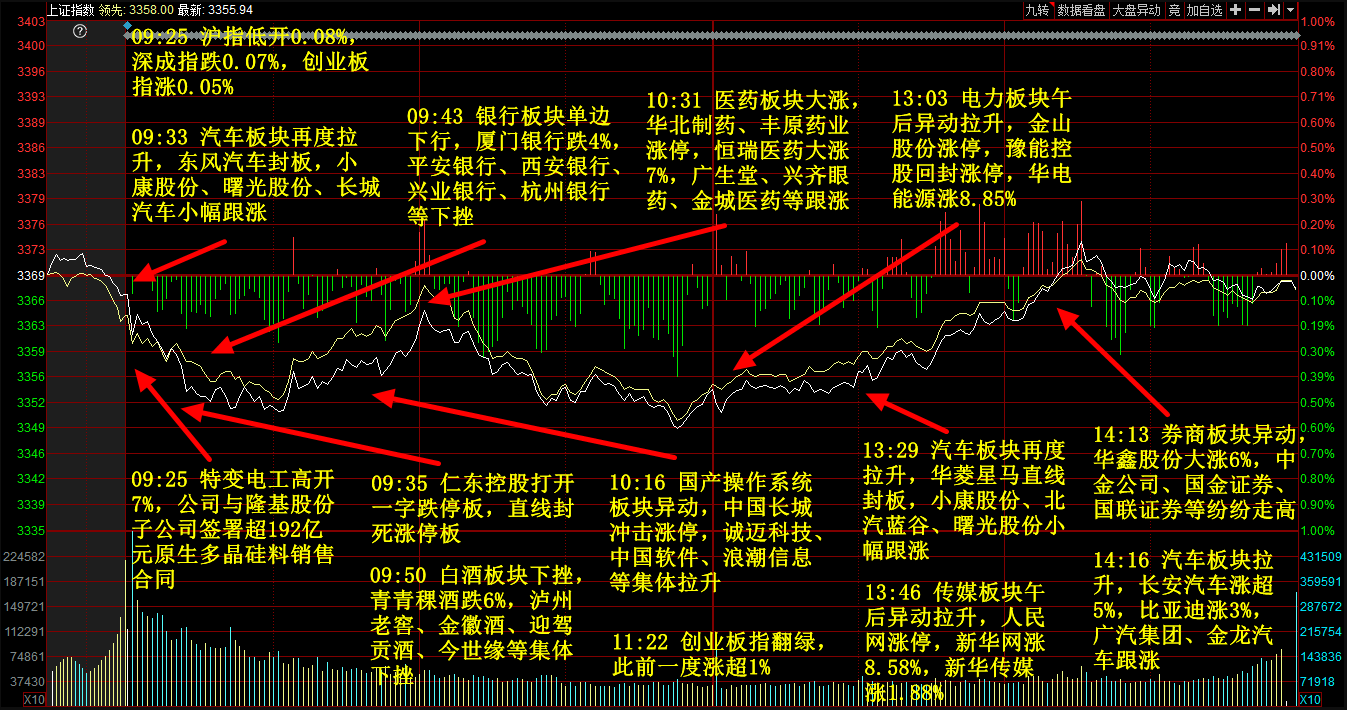 上证指数 领先: 3358.00 最新: 3355.94
九转 数据看盘 大盘异动 竞 加自选
3403
3400
3396
3393
3389
3386
3383
3379
3376
3373
3369
3366
3363
3359
3356
3352
3349
3346
3342
3339
3335
224582
187151
149721
112291
74861
37430
X10
09:25 沪指低开0.08%,
深成指跌0.07%, 创业板
指涨0.05%
09:33 汽车板块再度拉
升, 东风汽车封板, 小
康股份、曙光股份、长城
汽车小幅跟涨
09:43 银行板块单边
下行, 厦门银行跌4%,
平安银行、西安银行、
兴业银行、杭州银行
等下挫
10:31 医药板块大涨,
华北制药、丰原药业
涨停, 恒瑞医药大涨
7%, 广生堂、兴齐眼
药、金城医药等跟涨
13:03 电力板块午
后异动拉升, 金山
股份涨停, 豫能控
股回封涨停, 华电
能源涨8.85%
09:25 特变电工高开
7%, 公司与隆基股份
子公司签署超192亿
元原生多晶硅料销售
合同
09:35 仁东控股打开
一字跌停板, 直线封
死涨停板
09:50 白酒板块下挫,
青青稞酒跌6%, 泸州
老窖、金徽酒、迎驾
贡酒、今世缘等集体
下挫
10:16 国产操作系统
板块异动, 中国长城
冲击涨停, 诚迈科技、
中国软件、浪潮信息
等集体拉升
11:22 创业板指翻绿,
此前一度涨超1%
13:29 汽车板块再度
拉升, 华菱星马直线
封板, 小康股份、北
汽蓝谷、曙光股份小
幅跟涨
13:46 传媒板块午
后异动拉升, 人民
网涨停, 新华网涨
8.58%, 新华传媒
涨1.88%
14:13 券商板块异动,
华鑫股份大涨6%, 中
金公司、国金证券、
国联证券等纷纷走高
14:16 汽车板块拉
升, 长安汽车涨超
5%, 比亚迪涨3%,
广汽集团、金龙汽
车跟涨
1.00%
0.91%
0.80%
0.71%
0.60%
0.50%
0.40%
0.30%
0.20%
0.10%
0.00%
0.10%
0.19%
0.30%
0.39%
0.50%
0.60%
0.70%
0.80%
0.90%
1.00%
431509
359591
287672
215754
143836
71918
X10